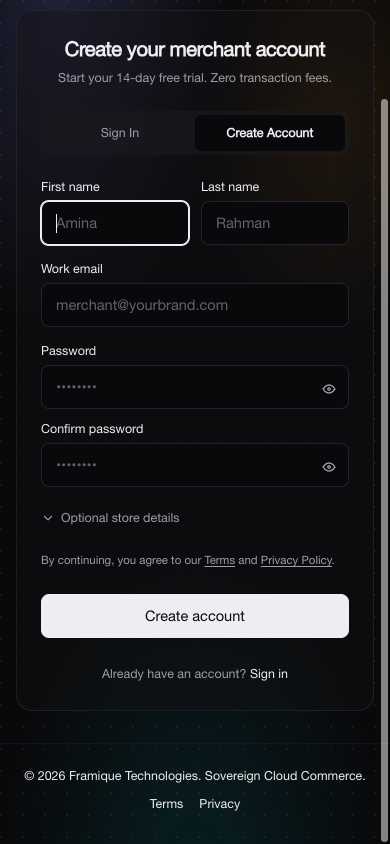 Create your merchant account
Start your 14-day free trial. Zero transaction fees.
Sign In Create Account
First name Last name
Amina Rahman
Work email
merchant@yourbrand.com
Password
••••••••
Confirm password
••••••••
Optional store details
By continuing, you agree to our Terms and Privacy Policy.
Create account
Already have an account? Sign in
© 2026 Framique Technologies. Sovereign Cloud Commerce.
Terms Privacy